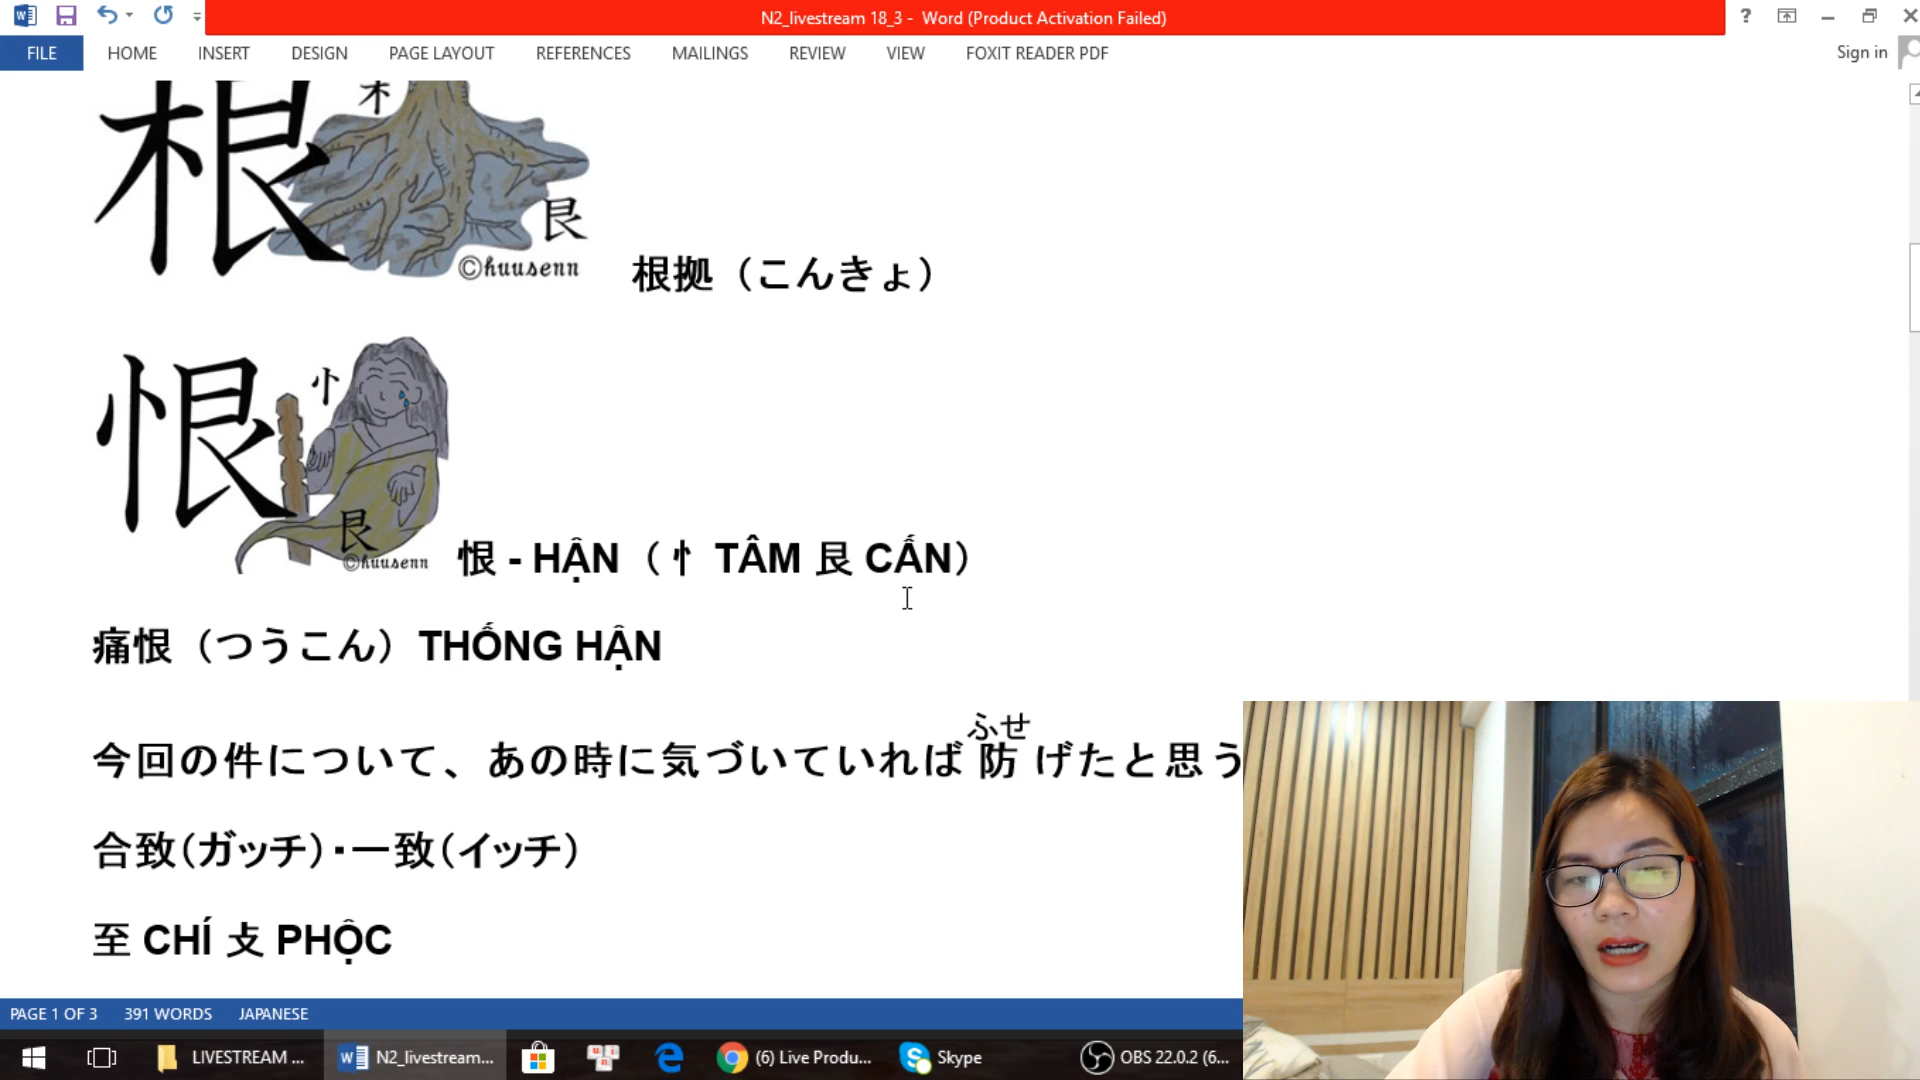 N2_livestream 18_3 - Word (Product Activation Failed)
?
FILE HOME INSERT DESIGN PAGE LAYOUT REFERENCES MAILINGS REVIEW VIEW FOXIT READER PDF
Sign in
根
木
艮
©huusenn
根拠（こんきょ）
恨
忄
艮
©huusenn
恨 - HẬN（忄 TÂM 艮 CẤN）
痛恨（つうこん）THỐNG HẬN
ふせ
今回の件について、あの時に気づいていれば防げたと思う
合致(ガッチ)・一致(イッチ)
至 CHÍ 攴 PHỘC
PAGE 1 OF 3 391 WORDS JAPANESE
LIVESTREAM ...
N2_livestream...
(6) Live Produ...
Skype
OBS 22.0.2 (6...